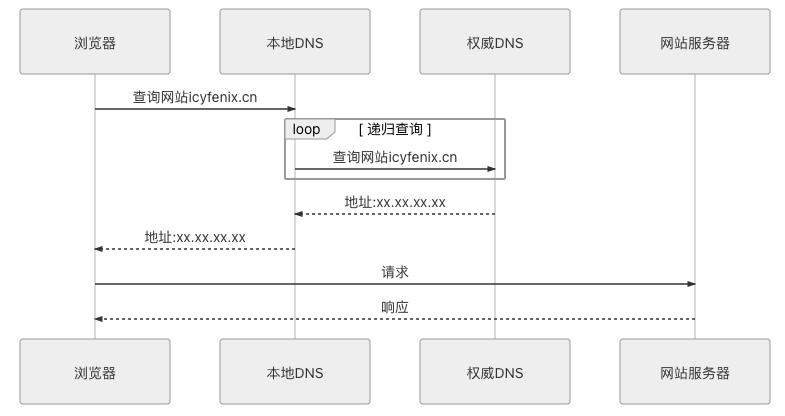 浏览器 本地DNS 权威DNS 网站服务器
查询网站icyfenix.cn
loop [ 递归查询 ]
查询网站icyfenix.cn
地址:xx.xx.xx.xx
地址:xx.xx.xx.xx
请求
响应
浏览器 本地DNS 权威DNS 网站服务器